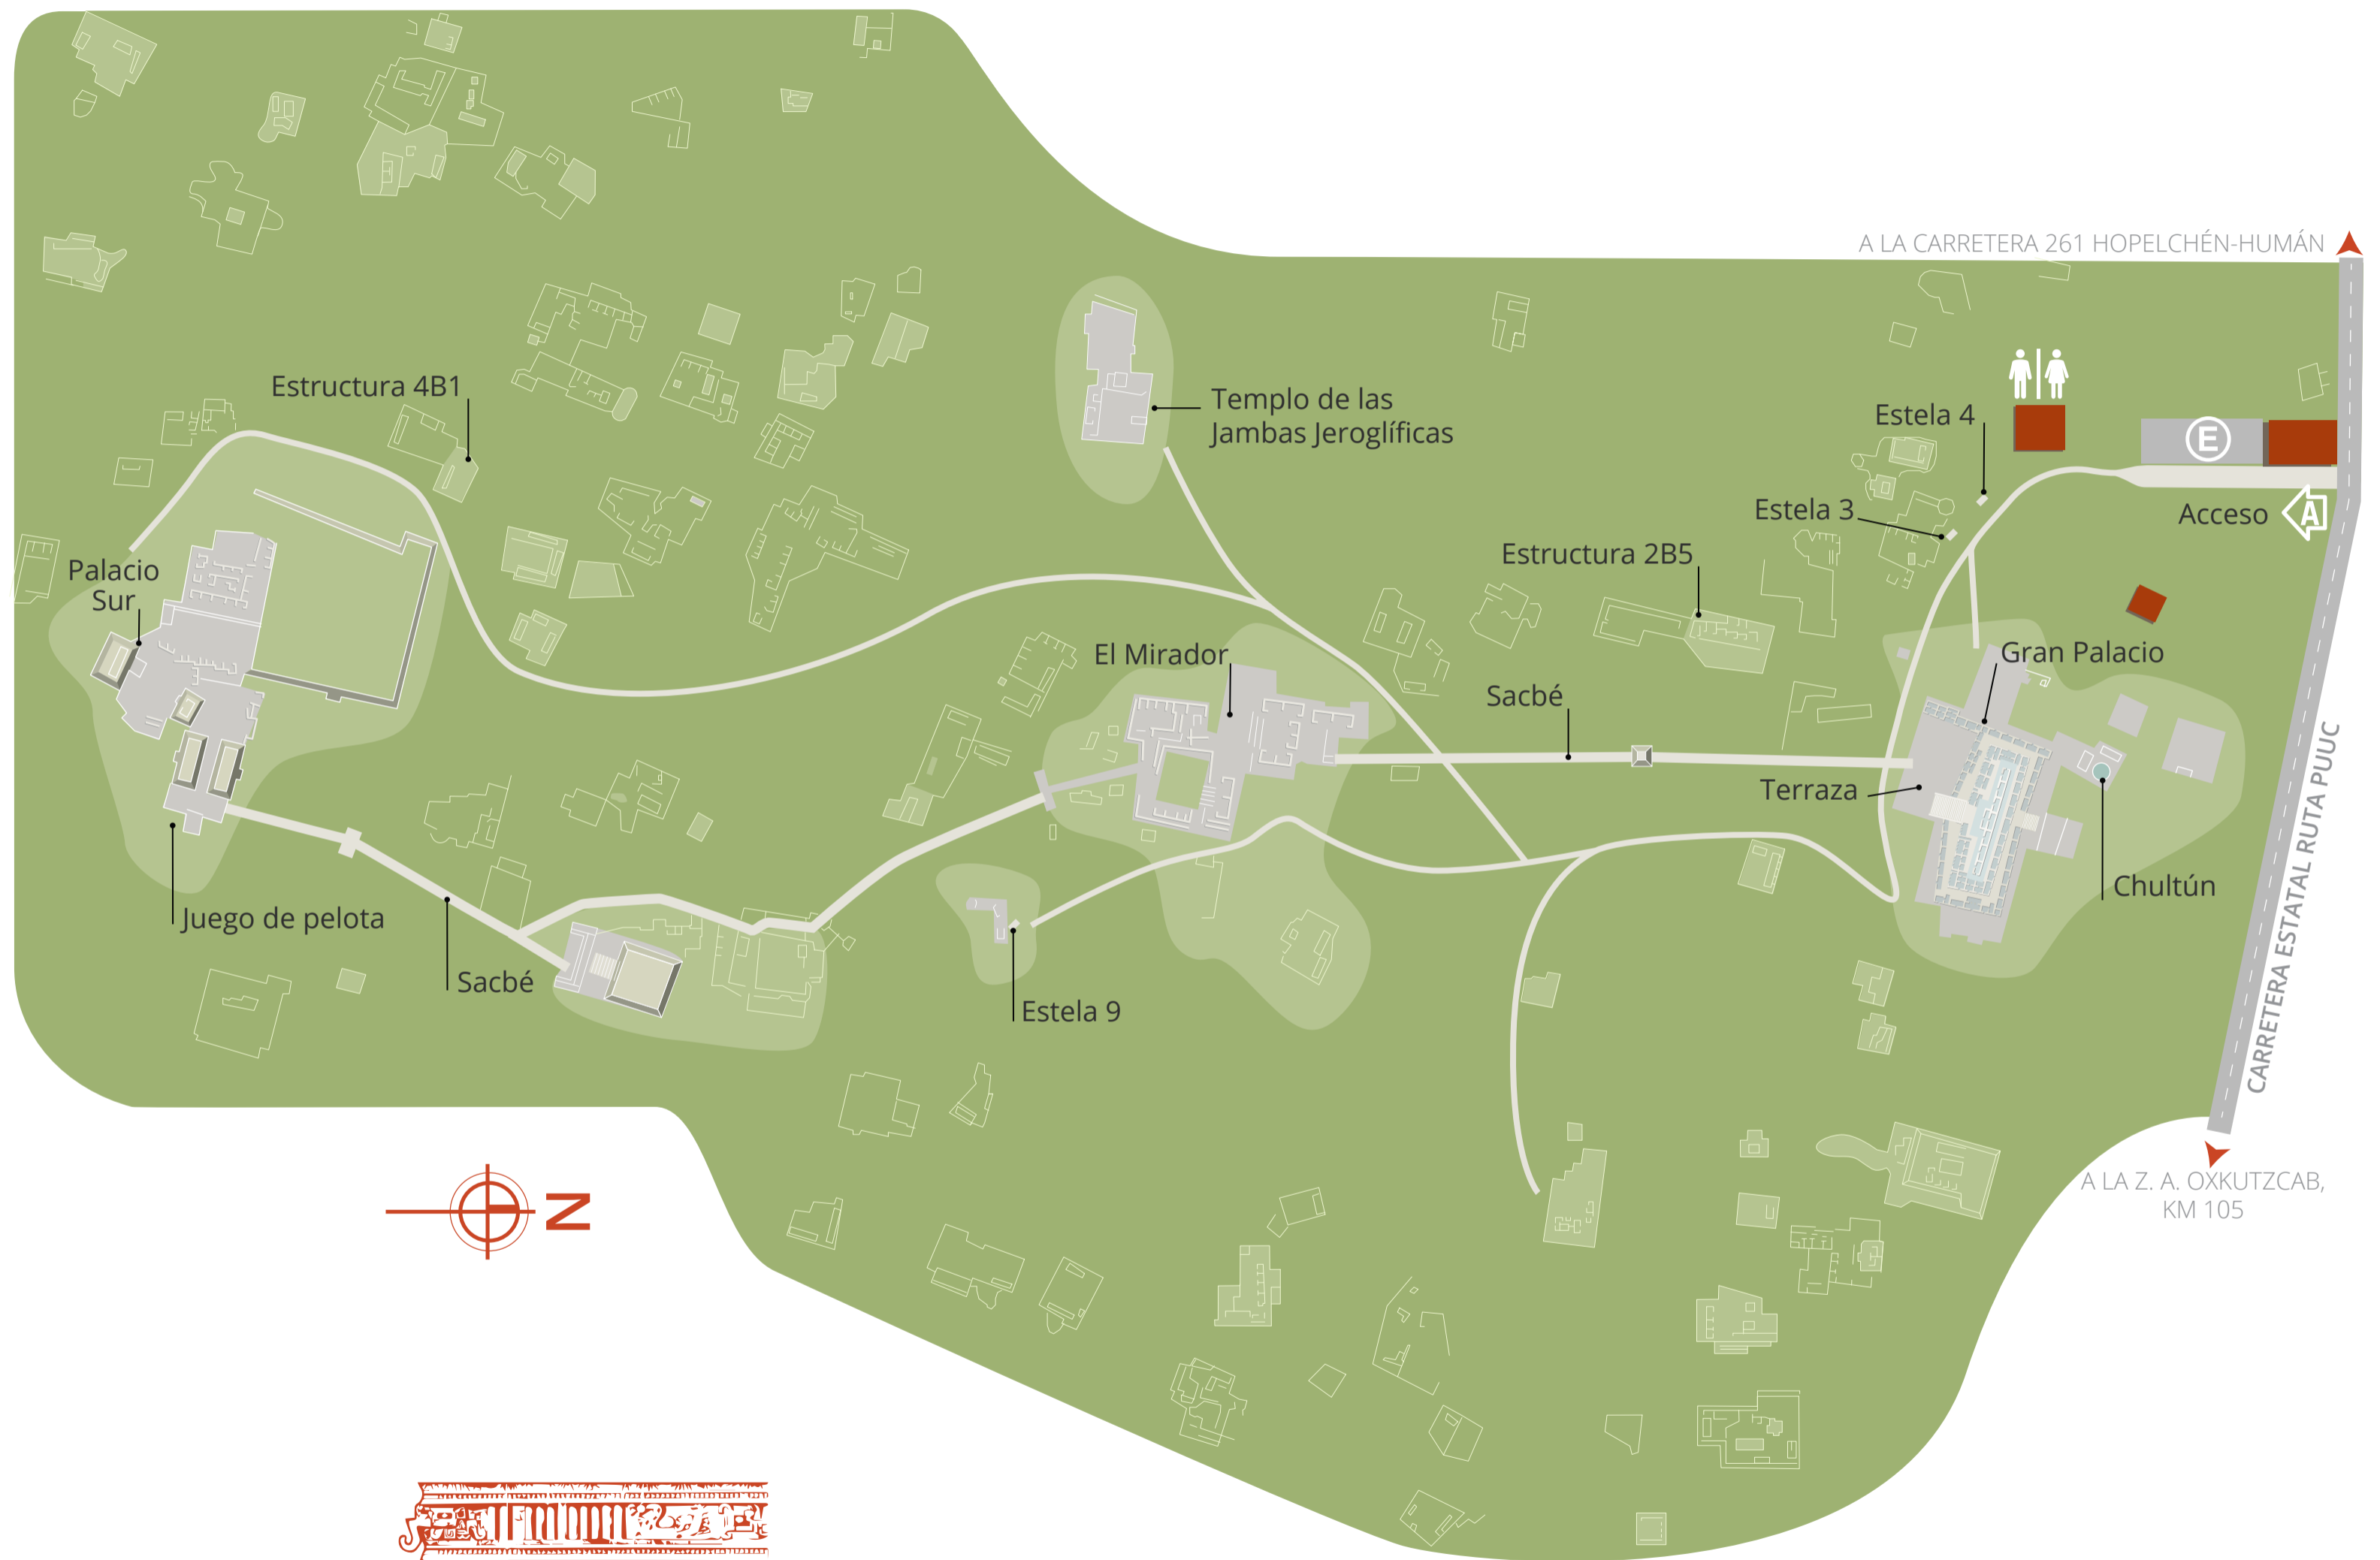 A LA CARRETERA 261 HOPELCHÉN-HUMÁN
Estructura 4B1
Templo de las
Jambas Jeroglíficas
Estela 4
E
Estela 3
Acceso
A
Estructura 2B5
Palacio
Sur
El Mirador
Gran Palacio
Sacbé
Terraza
CARRETERA ESTATAL RUTA PUUC
Chultún
Juego de pelota
Sacbé
Estela 9
A LA Z. A. OXKUTZCAB,
KM 105
N